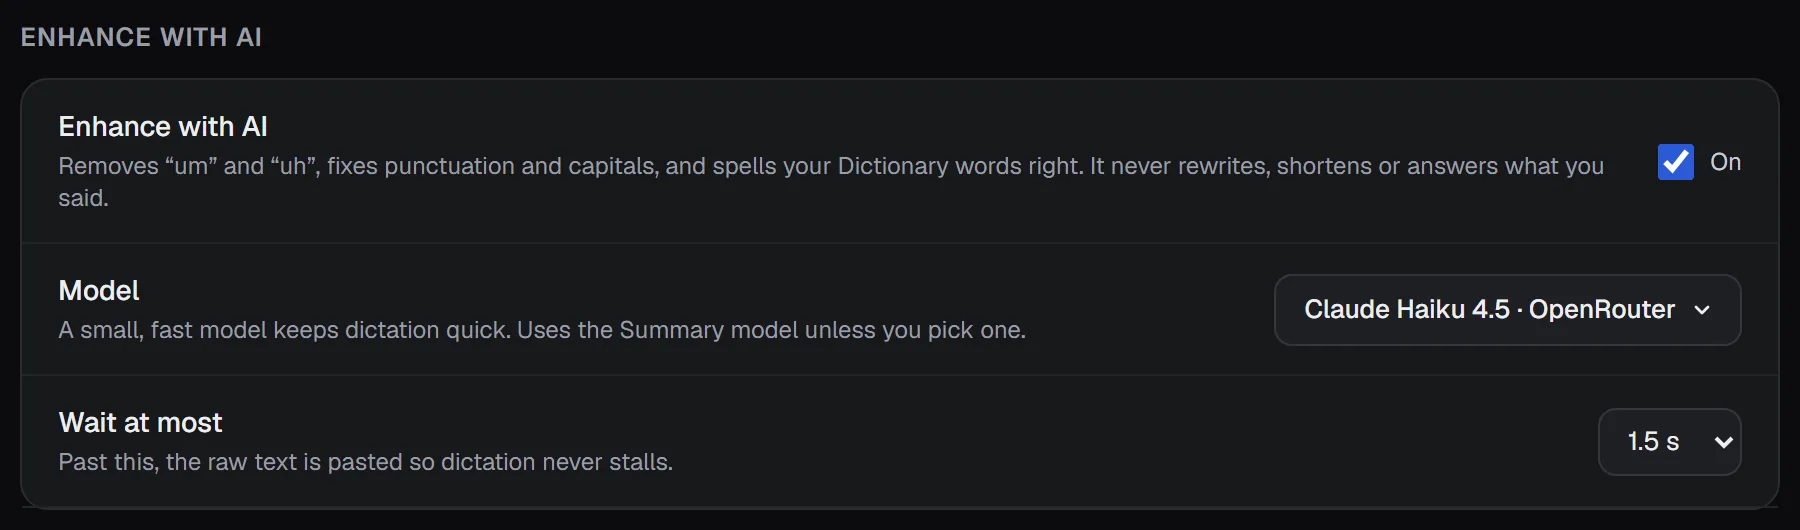 ENHANCE WITH AI
Enhance with AI
Removes “um” and “uh”, fixes punctuation and capitals, and spells your Dictionary words right. It never rewrites, shortens or answers what you
said.
On
Model
A small, fast model keeps dictation quick. Uses the Summary model unless you pick one.
Claude Haiku 4.5 · OpenRouter
Wait at most
Past this, the raw text is pasted so dictation never stalls.
1.5 s